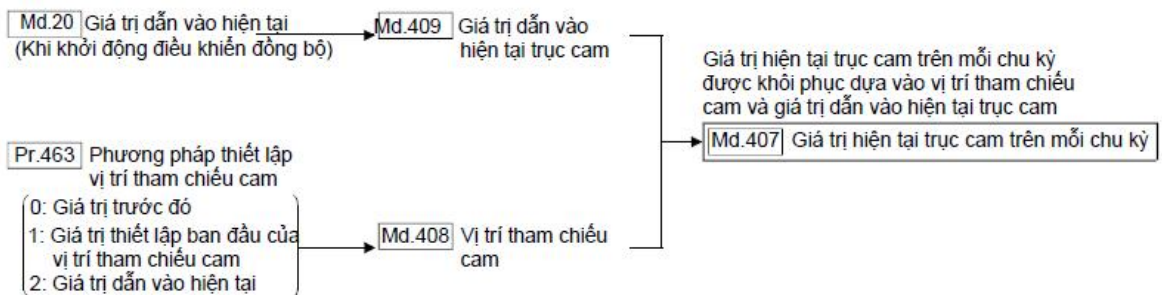 Md.20 Giá trị dẫn vào hiện tại
(Khi khởi động điều khiển đồng bộ)
Md.409 Giá trị dẫn vào
hiện tại trục cam
Giá trị hiện tại trục cam trên mỗi chu kỳ
được khôi phục dựa vào vị trí tham chiếu
cam và giá trị dẫn vào hiện tại trục cam
Md.407 Giá trị hiện tại trục cam trên mỗi chu kỳ
Pr.463 Phương pháp thiết lập
vị trí tham chiếu cam
0: Giá trị trước đó
1: Giá trị thiết lập ban đầu của
vị trí tham chiếu cam
2: Giá trị dẫn vào hiện tại
Md.408 Vị trí tham chiếu
cam